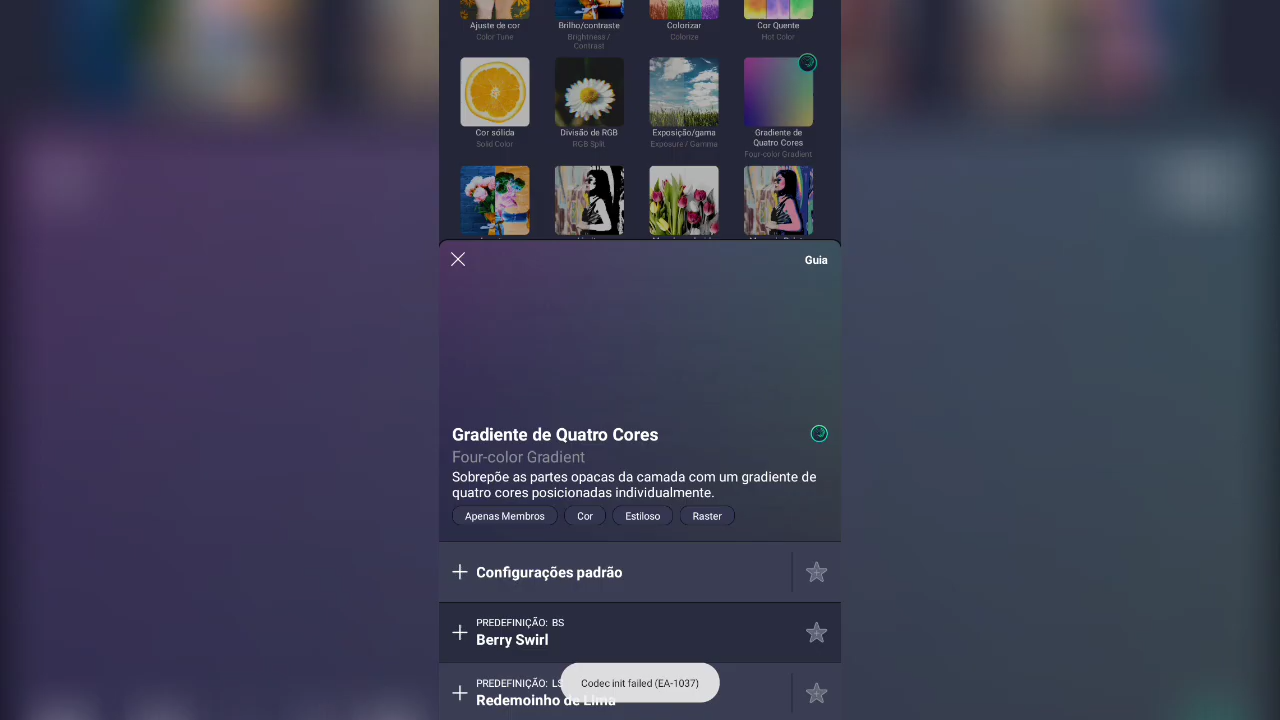 Ajuste de cor
Color Tune
Brilho/contraste
Brightness /
Contrast
Colorizar
Colorize
Cor Quente
Hot Color
Cor sólida
Solid Color
Divisão de RGB
RGB Split
Exposição/gama
Exposure / Gamma
Gradiente de
Quatro Cores
Four-color Gradient
Guia
Gradiente de Quatro Cores
Four-color Gradient
Sobrepõe as partes opacas da camada com um gradiente de
quatro cores posicionadas individualmente.
Apenas Membros
Cor
Estiloso
Raster
Configurações padrão
PREDEFINIÇÃO: BS
Berry Swirl
PREDEFINIÇÃO: LS
Redemoinho de Lima
Codec init failed (EA-1037)